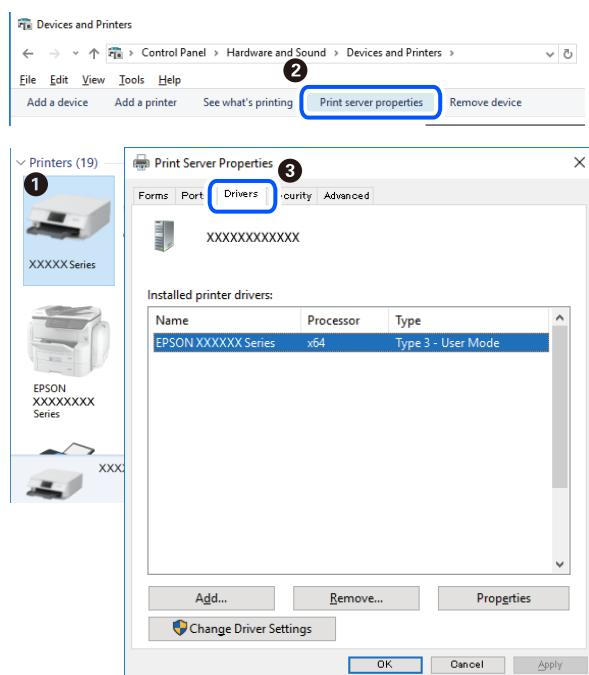 Devices and Printers
Control Panel > Hardware and Sound > Devices and Printers >
2
File Edit View Tools Help
Add a device Add a printer See what's printing Print server properties Remove device
Printers (19)
1
XXXXX Series
EPSON
XXXXXXXX
Series
XXX
Print Server Properties
3
Forms Port Drivers curity Advanced
XXXXXXXXXXXX
Installed printer drivers:
Name Processor Type
EPSON XXXXXX Series x64 Type 3 - User Mode
Add... Remove... Properties
Change Driver Settings
OK Cancel Apply